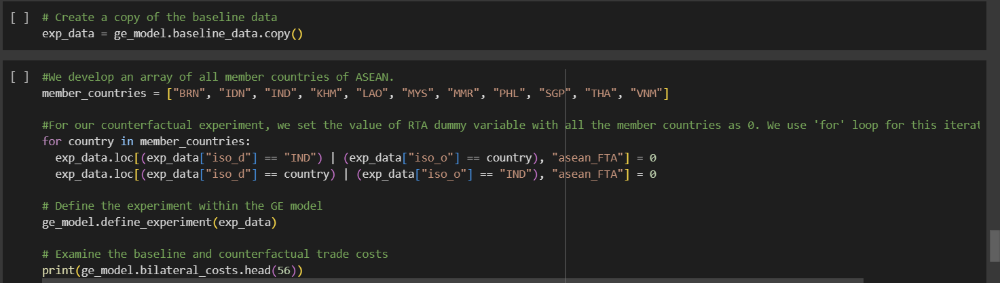 [ ] # Create a copy of the baseline data
exp_data = ge_model.baseline_data.copy()
[ ] #We develop an array of all member countries of ASEAN.
member_countries = ["BRN", "IDN", "IND", "KHM", "LAO", "MYS", "MMR", "PHL", "SGP", "THA", "VNM"]
#For our counterfactual experiment, we set the value of RTA dummy variable with all the member countries as 0. We use 'for' loop for this iterat
for country in member_countries:
exp_data.loc[(exp_data["iso_d"] == "IND") | (exp_data["iso_o"] == country), "asean_FTA"] = 0
exp_data.loc[(exp_data["iso_d"] == country) | (exp_data["iso_o"] == "IND"), "asean_FTA"] = 0
# Define the experiment within the GE model
ge_model.define_experiment(exp_data)
# Examine the baseline and counterfactual trade costs
print(ge_model.bilateral_costs.head(56))